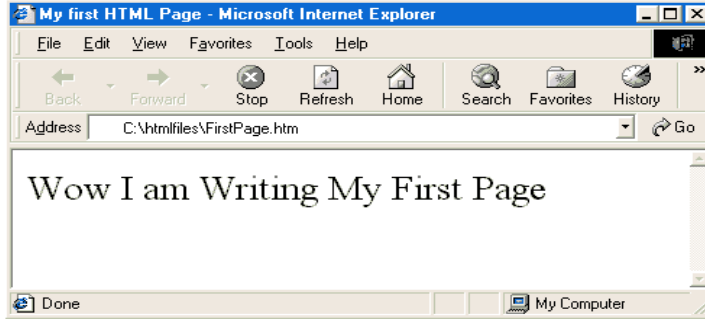 My first HTML Page - Microsoft Internet Explorer
File Edit View Favorites Tools Help
Back Forward Stop Refresh Home Search Favorites History »
Address C:\htmlfiles\FirstPage.htm Go
Wow I am Writing My First Page
Done My Computer